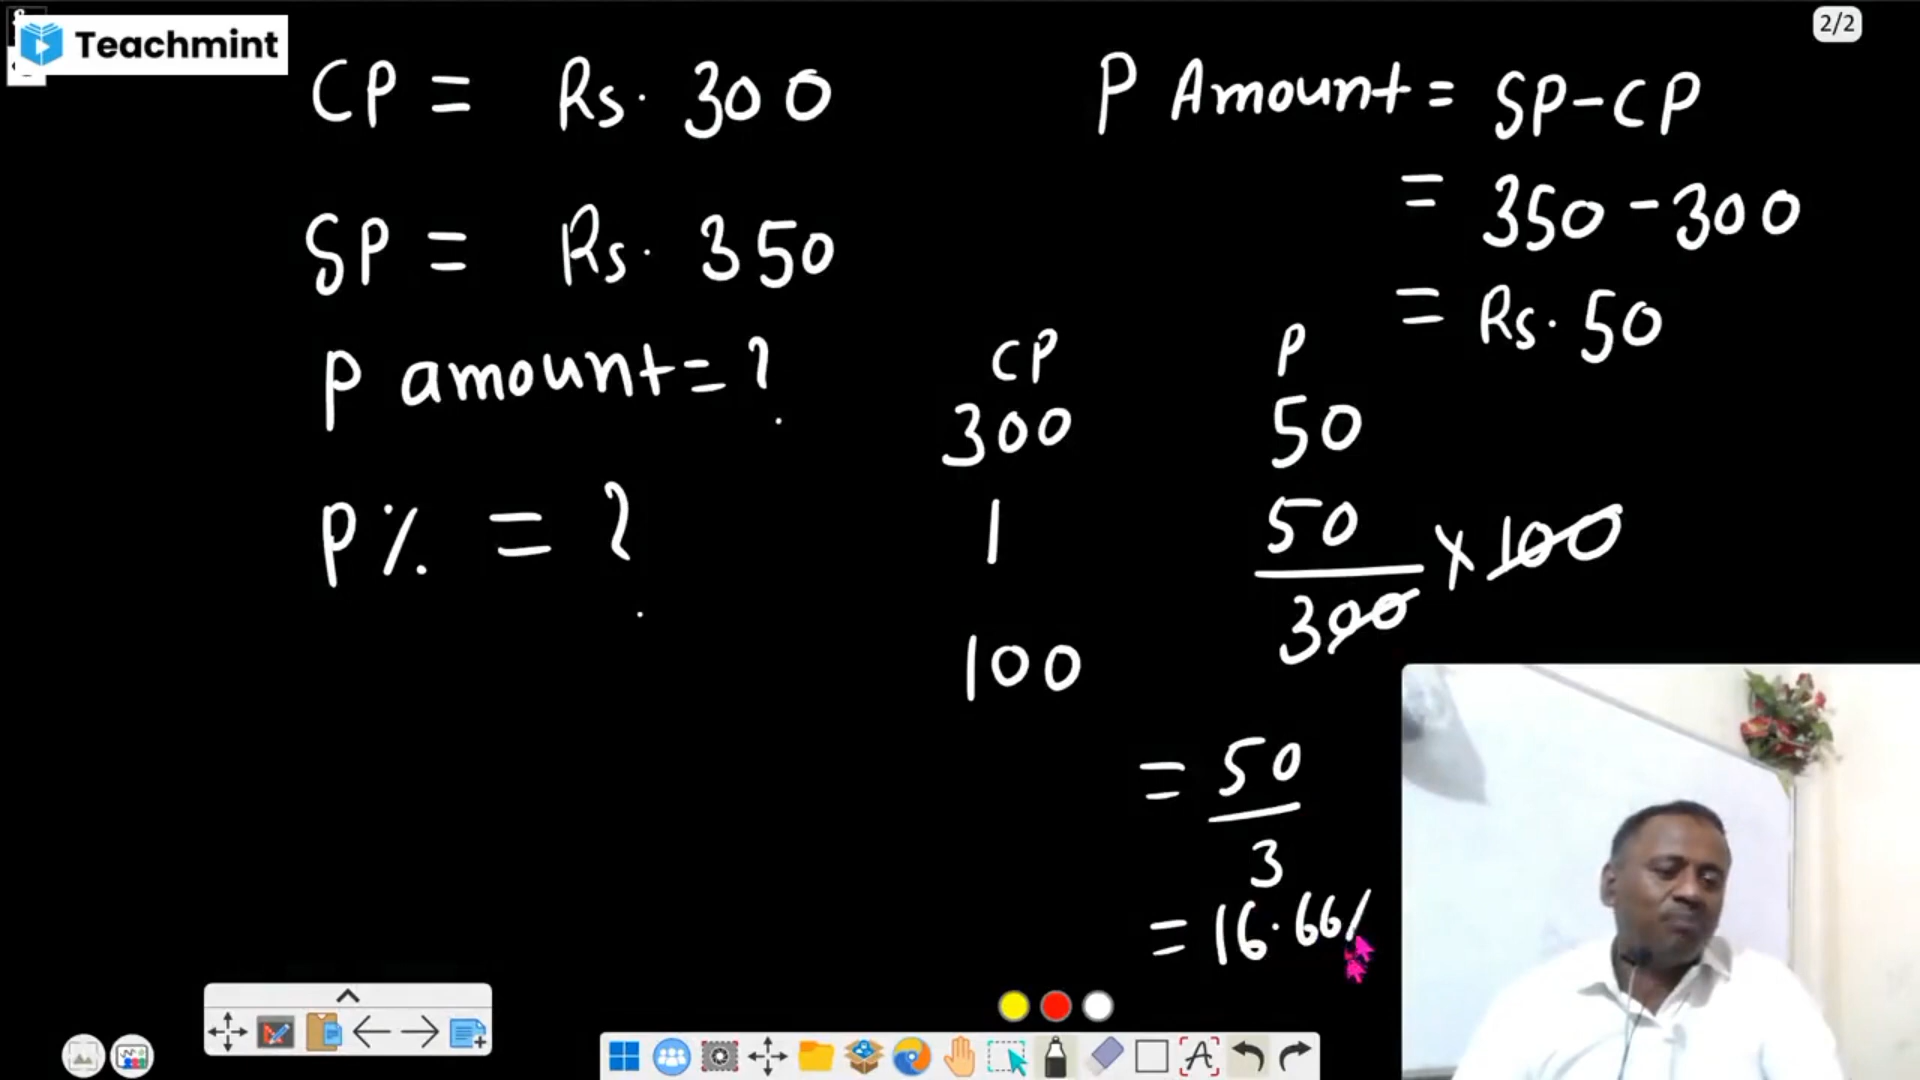 Teachmint
2/2
CP = Rs. 300
SP = Rs. 350
P amount = ?
P% = ?
P Amount = SP-CP
= 350-300
= Rs. 50
CP P
300 50
1 50/300 x 100
100
= 50/3
= 16.66/